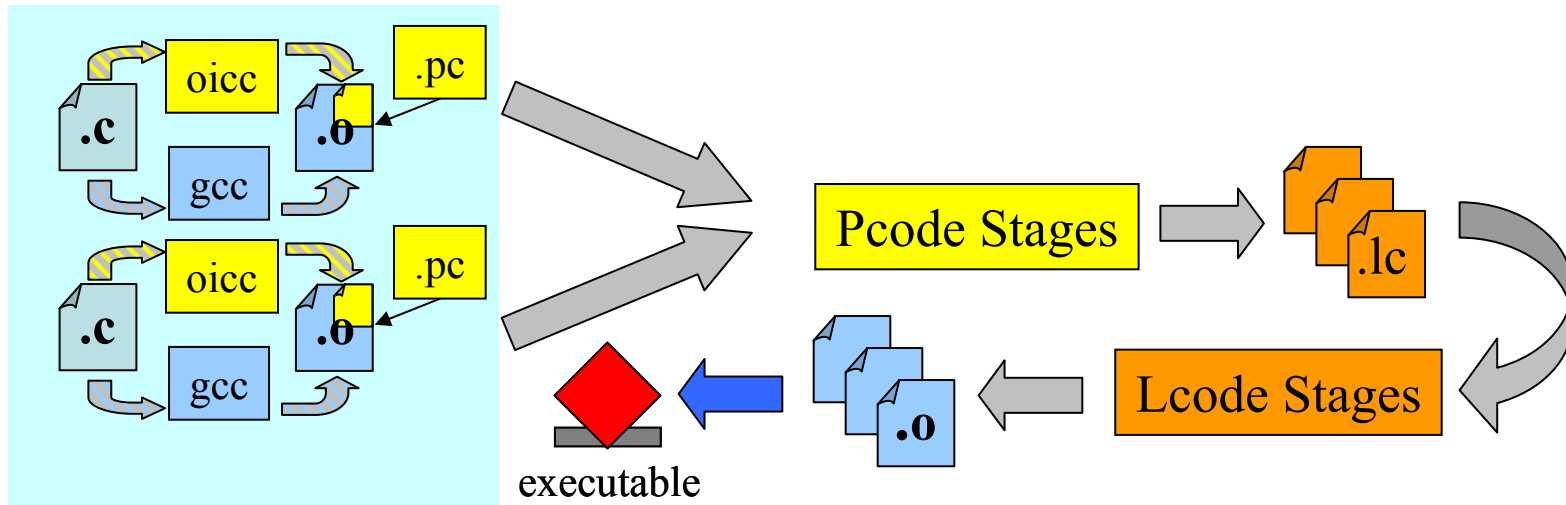 oicc
.pc
.c
.o
gcc
oicc
.pc
.c
.o
gcc
Pcode Stages
.lc
Lcode Stages
.o
executable